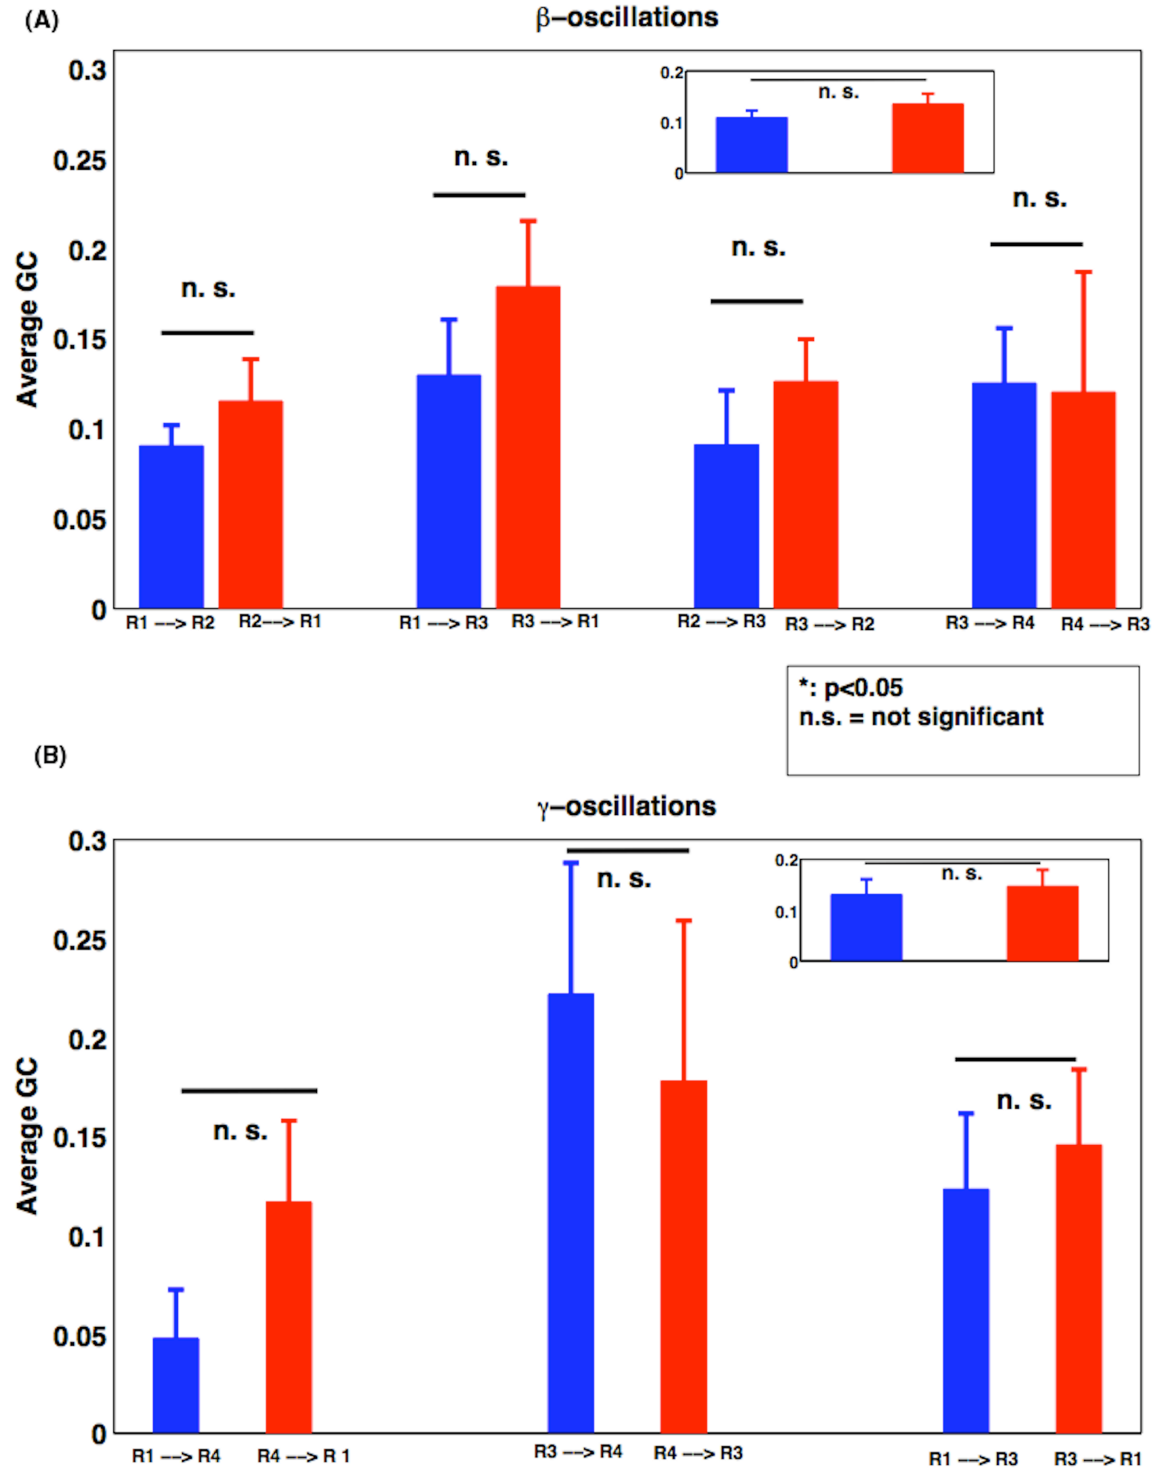 (A)
β–oscillations
0.3
0.25
0.2
0.15
0.1
0.05
0
Average GC
n. s.
n. s.
n. s.
n. s.
0.2
0.1
0
n. s.
R1 ––> R2
R2––> R1
R1 ––> R3
R3 ––> R1
R2 ––> R3
R3 ––> R2
R3 ––> R4
R4 ––> R3
*: p<0.05
n.s. = not significant
(B)
γ–oscillations
0.3
0.25
0.2
0.15
0.1
0.05
0
Average GC
n. s.
n. s.
n. s.
0.2
0.1
0
n. s.
R1 ––> R4
R4 ––> R 1
R3 ––> R4
R4 ––> R3
R1 ––> R3
R3 ––> R1